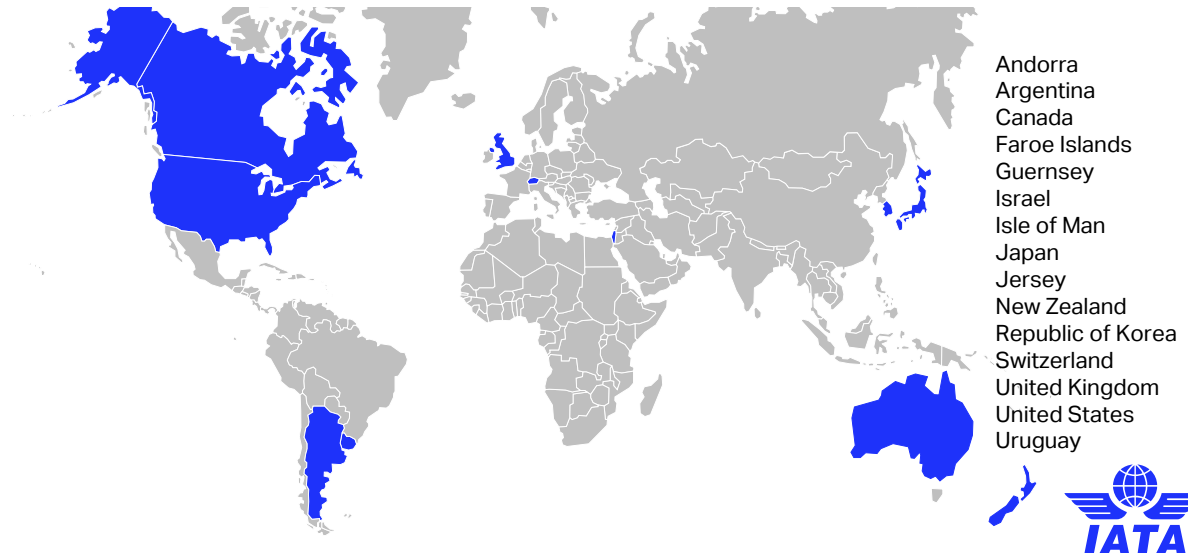 Andorra
Argentina
Canada
Faroe Islands
Guernsey
Israel
Isle of Man
Japan
Jersey
New Zealand
Republic of Korea
Switzerland
United Kingdom
United States
Uruguay
IATA